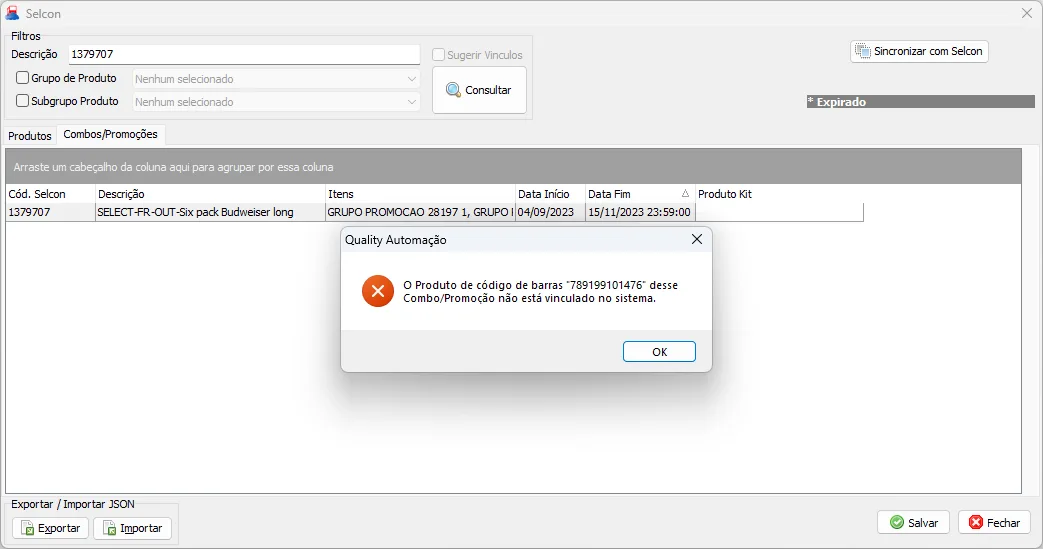 Selcon
Filtros
Descrição 1379707
Sugerir Vinculos
Grupo de Produto Nenhum selecionado
Subgrupo Produto Nenhum selecionado
Consultar
Sincronizar com Selcon
* Expirado
Produtos Combos/Promoções
Arraste um cabeçalho da coluna aqui para agrupar por essa coluna
Cód. Selcon Descrição Itens Data Início Data Fim Produto Kit
1379707 SELECT-FR-OUT-Six pack Budweiser long GRUPO PROMOCAO 28197 1, GRUPO 04/09/2023 15/11/2023 23:59:00
Quality Automação
O Produto de código de barras "789199101476" desse
Combo/Promoção não está vinculado no sistema.
OK
Exportar / Importar JSON
Exportar Importar
Salvar Fechar